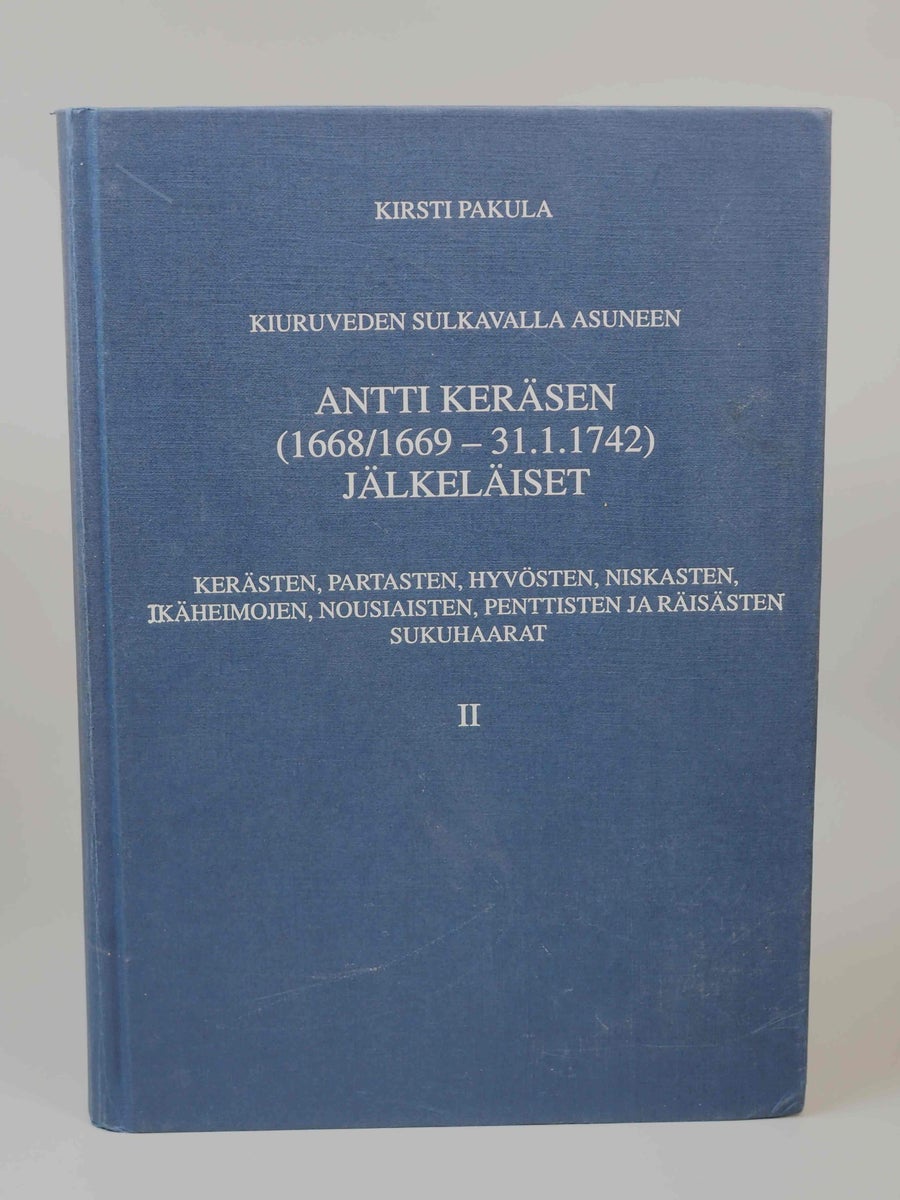 KIRSTI PAKULA
KIURUVEDEN SULKAVALLA ASUNEEN
ANTTI KERÄSEN
(1668/1669 – 31.1.1742)
JÄLKELÄISET
KERÄSTEN, PARTASTEN, HYVÖSTEN, NISKASTEN,
IKÄHEIMOJEN, NOUSIAISTEN, PENTTISTEN JA RÄISÄSTEN
SUKUHAARAT
II